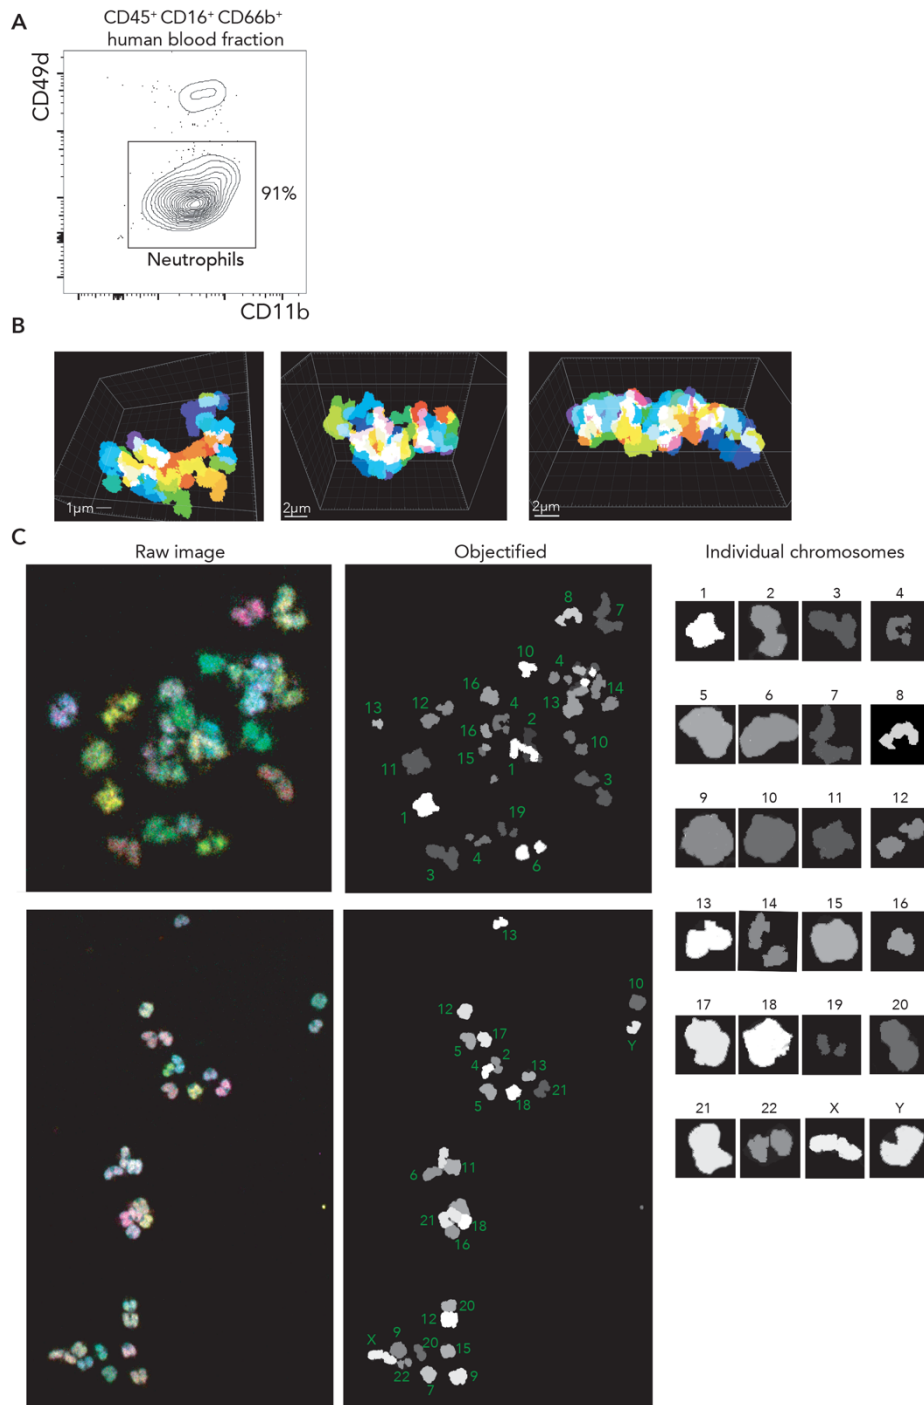 A
CD45+ CD16+ CD66b+
human blood fraction
CD49d
91%
Neutrophils
CD11b
B
1µm
2µm
2µm
C
Raw image
Objectified
Individual chromosomes
8
7
10
4
16
14
13
12
13
4
2
16
10
15
11
1
3
1
19
4
6
3
13
10
12
Y
17
5
2
4
13
21
5
18
11
6
21
18
16
20
12
X
9
20
15
22
7
9
1 2 3 4
5 6 7 8
9 10 11 12
13 14 15 16
17 18 19 20
21 22 X Y